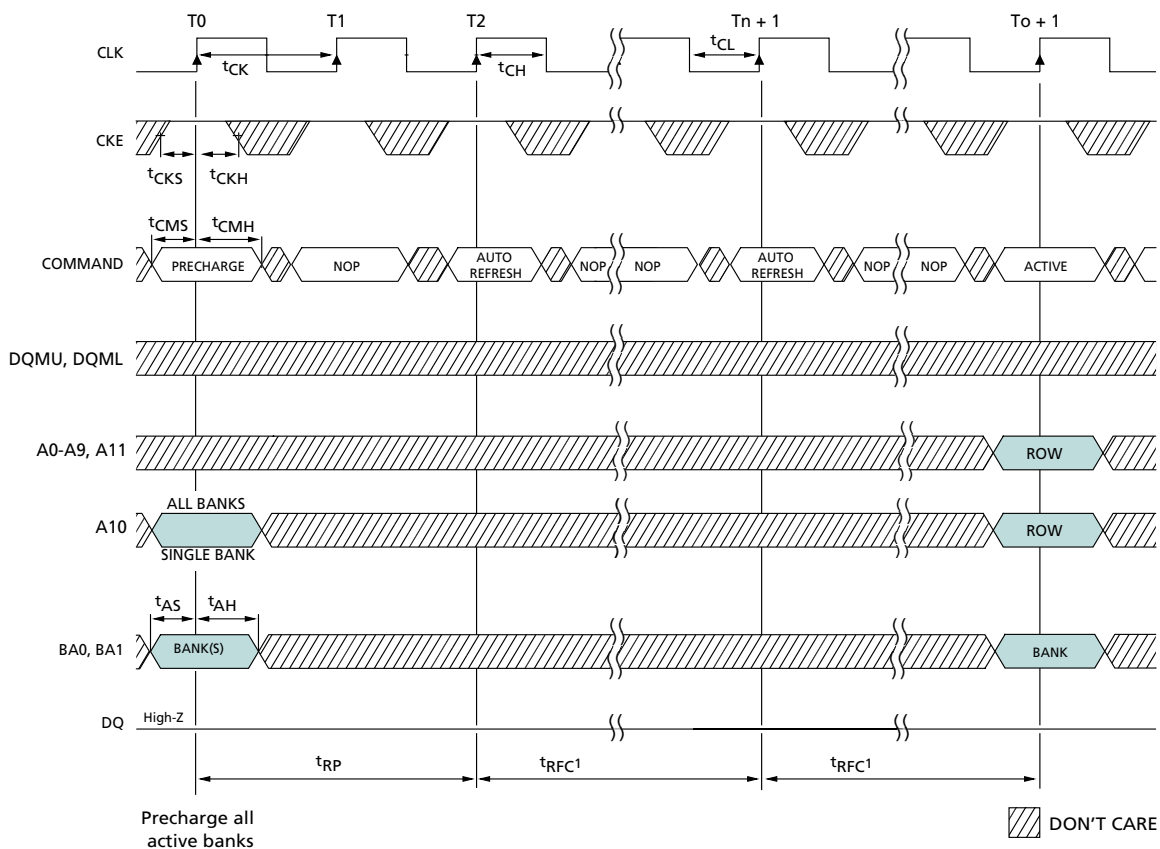 T0 T1 T2 Tn + 1 To + 1
CLK
tCK tCH tCL
CKE
tCKS tCKH
tCMS tCMH
COMMAND PRECHARGE NOP AUTO REFRESH NOP NOP AUTO REFRESH NOP NOP ACTIVE
DQMU, DQML
A0-A9, A11 ROW
ALL BANKS
A10 ROW
SINGLE BANK
tAS tAH
BA0, BA1 BANK(S) BANK
DQ High-Z
tRP tRFC1 tRFC1
Precharge all
active banks
DON'T CARE